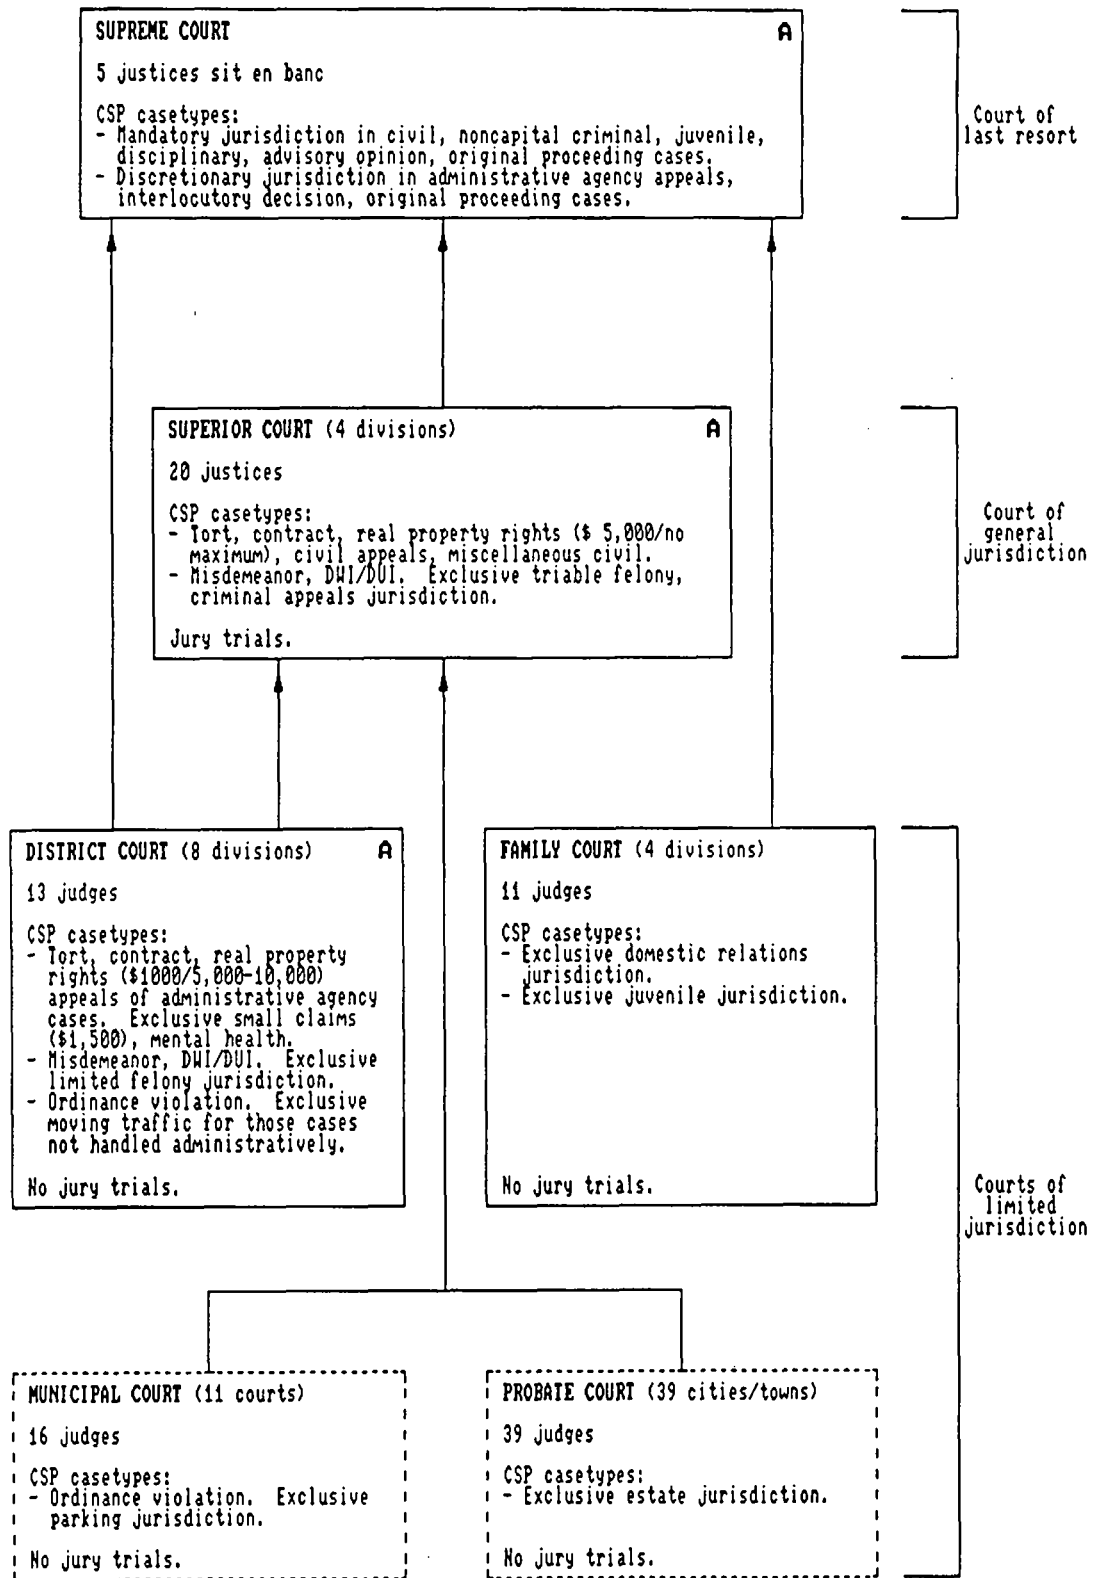 SUPREME COURT A
5 justices sit en banc
CSP casetypes:
- Mandatory jurisdiction in civil, noncapital criminal, juvenile,
disciplinary, advisory opinion, original proceeding cases.
- Discretionary jurisdiction in administrative agency appeals,
interlocutory decision, original proceeding cases.
Court of
last resort
SUPERIOR COURT (4 divisions) A
20 justices
CSP casetypes:
- Tort, contract, real property rights ($ 5,000/no
maximum), civil appeals, miscellaneous civil.
- Misdemeanor, DWI/DUI. Exclusive triable felony,
criminal appeals jurisdiction.
Jury trials.
Court of
general
jurisdiction
DISTRICT COURT (8 divisions) A
13 judges
CSP casetypes:
- Tort, contract, real property
rights ($1000/5,000-10,000)
appeals of administrative agency
cases. Exclusive small claims
($1,500), mental health.
- Misdemeanor, DWI/DUI. Exclusive
limited felony jurisdiction.
- Ordinance violation. Exclusive
moving traffic for those cases
not handled administratively.
No jury trials.
FAMILY COURT (4 divisions)
11 judges
CSP casetypes:
- Exclusive domestic relations
jurisdiction.
- Exclusive juvenile jurisdiction.
No jury trials.
Courts of
limited
jurisdiction
MUNICIPAL COURT (11 courts)
16 judges
CSP casetypes:
- Ordinance violation. Exclusive
parking jurisdiction.
No jury trials.
PROBATE COURT (39 cities/towns)
39 judges
CSP casetypes:
- Exclusive estate jurisdiction.
No jury trials.